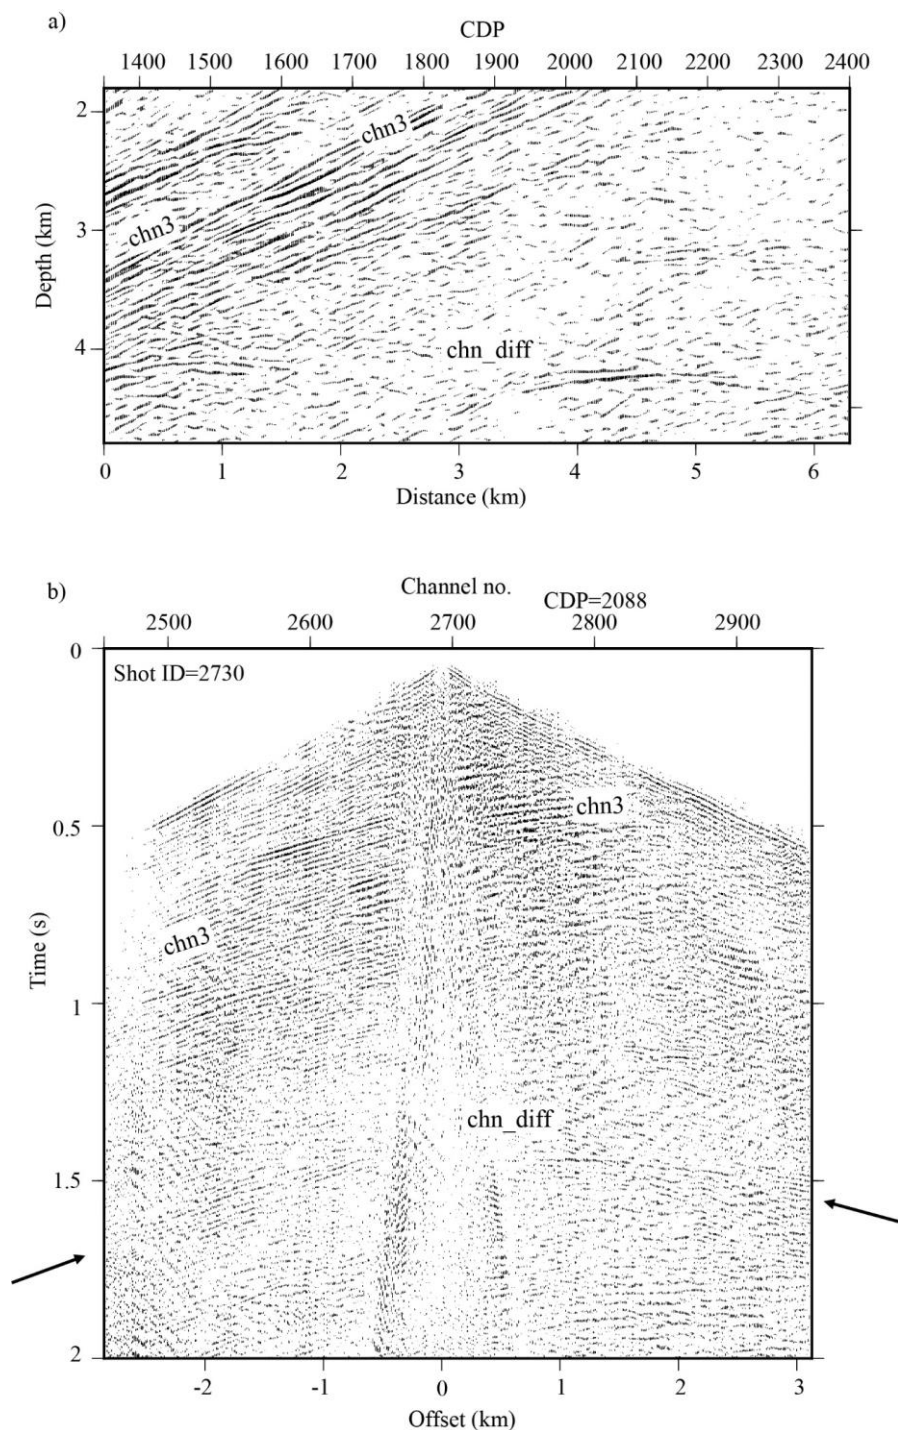 a)
CDP
1400 1500 1600 1700 1800 1900 2000 2100 2200 2300 2400
2
3
4
Depth (km)
chn3
chn3
chn_diff
0 1 2 3 4 5 6
Distance (km)
b)
Channel no.
CDP=2088
2500 2600 2700 2800 2900
Shot ID=2730
0
0.5
1
1.5
2
Time (s)
chn3
chn3
chn_diff
-2 -1 0 1 2 3
Offset (km)